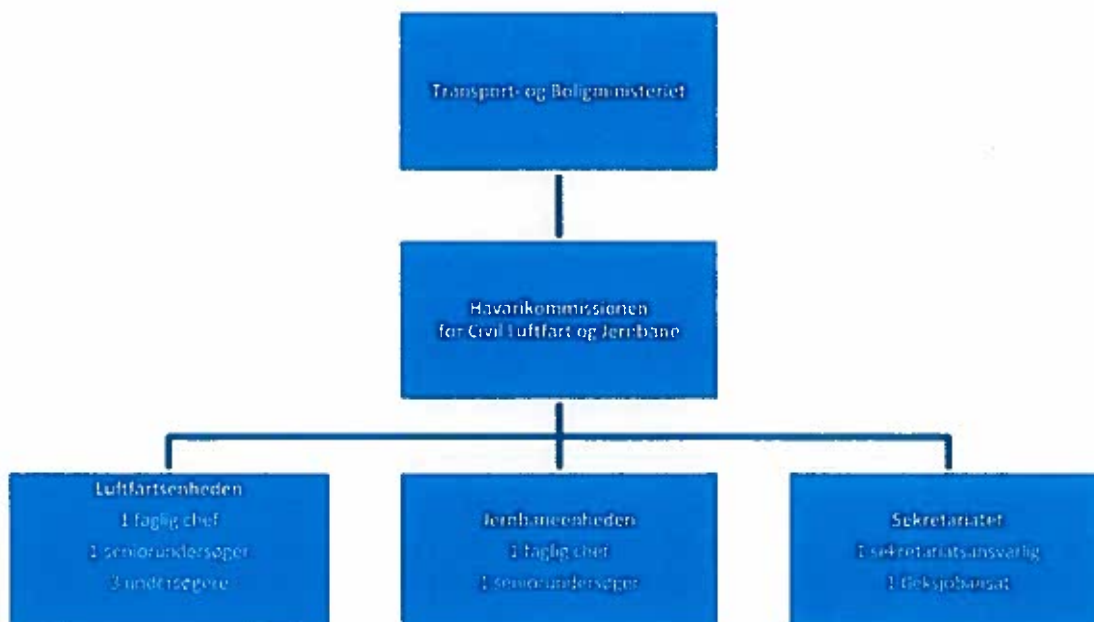 Transport- og Boligministeriet
Havarikommissionen
for Civil Luftfart og Jernbane
Luftfartsenheden
1 faglig chef
1 seniorundersøger
3 undersøgere
Jernbaneenheden
1 faglig chef
1 seniorundersøger
Sekretariatet
1 sekretariatsansvarlig
1 fleksjobansat